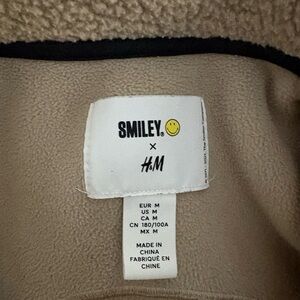 SMILEY®
×
H&M
EUR M
US M
CA M
CN 180/100A
MX M
MADE IN
CHINA
FABRIQUÉ EN
CHINE